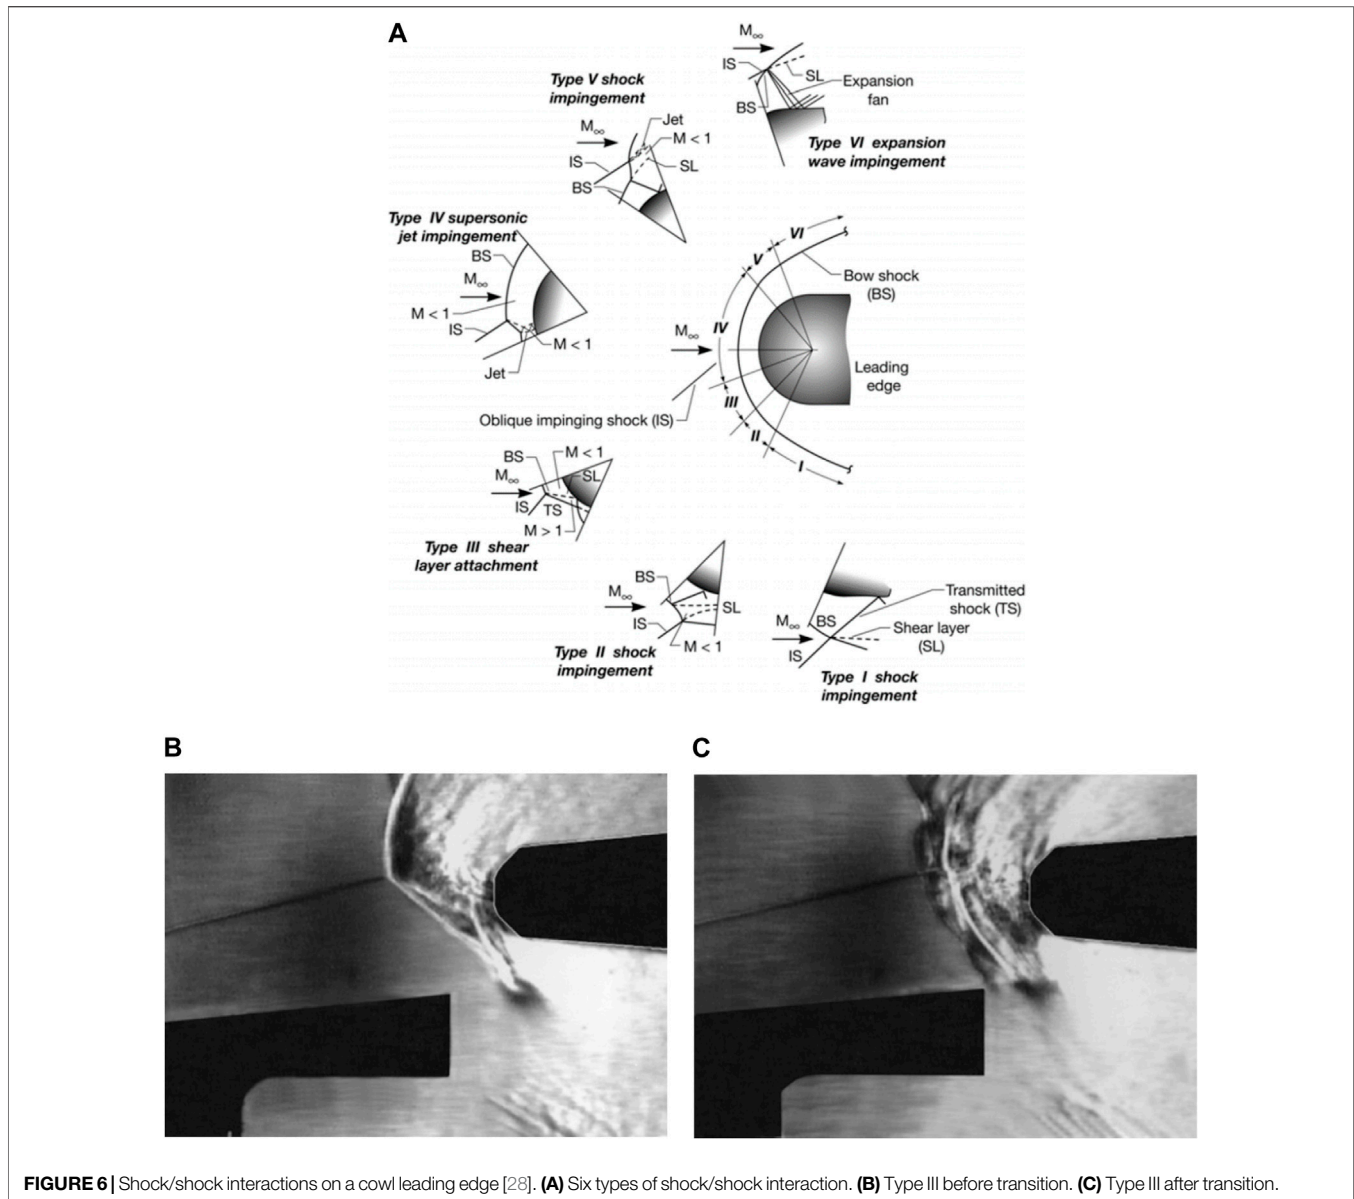 A
M∞
IS
SL
Expansion
fan
BS
Type VI expansion
wave impingement
Type V shock
impingement
Jet
M∞
M < 1
IS
SL
BS
Type IV supersonic
jet impingement
BS
M∞
M < 1
IS
M < 1
Jet
VI
V
Bow shock
(BS)
IV
M∞
Leading
edge
III
Oblique impinging shock (IS)
II
I
BS
M < 1
M∞
SL
IS
TS
M > 1
Type III shear
layer attachment
BS
M∞
SL
IS
M < 1
Type II shock
impingement
Transmitted
shock (TS)
M∞
BS
Shear layer
(SL)
IS
Type I shock
impingement
B
C
FIGURE 6 | Shock/shock interactions on a cowl leading edge [28]. (A) Six types of shock/shock interaction. (B) Type III before transition. (C) Type III after transition.